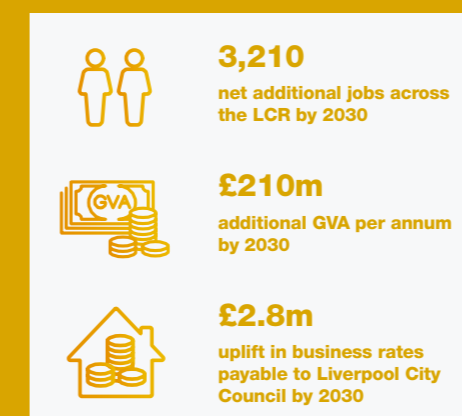 3,210
net additional jobs across
the LCR by 2030
GVA
£210m
additional GVA per annum
by 2030
£2.8m
uplift in business rates
payable to Liverpool City
Council by 2030